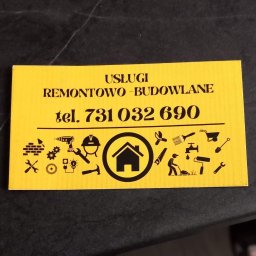 USŁUGI
REMONTOWO-BUDOWLANE
tel. 731 032 690